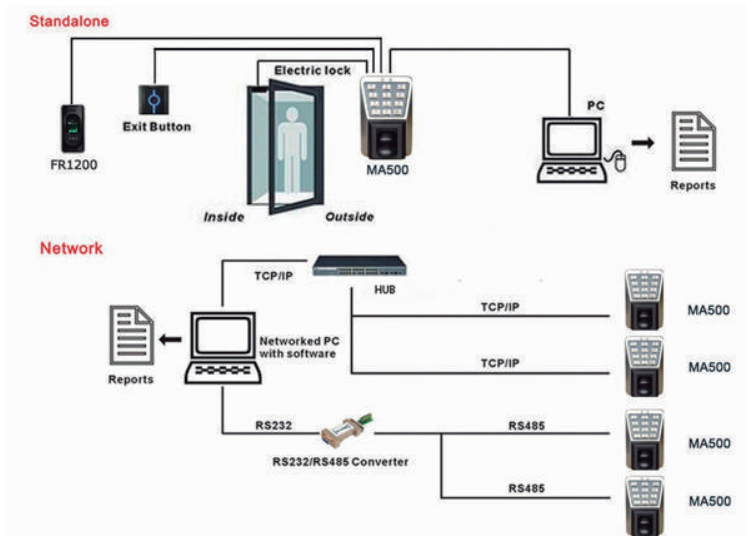 Standalone
Electric lock
PC
Exit Button
FR1200
MA500
Reports
Inside
Outside
Network
TCP/IP
HUB
TCP/IP
MA500
Networked PC
with software
Reports
TCP/IP
MA500
RS232
RS485
MA500
RS232/RS485 Converter
RS485
MA500